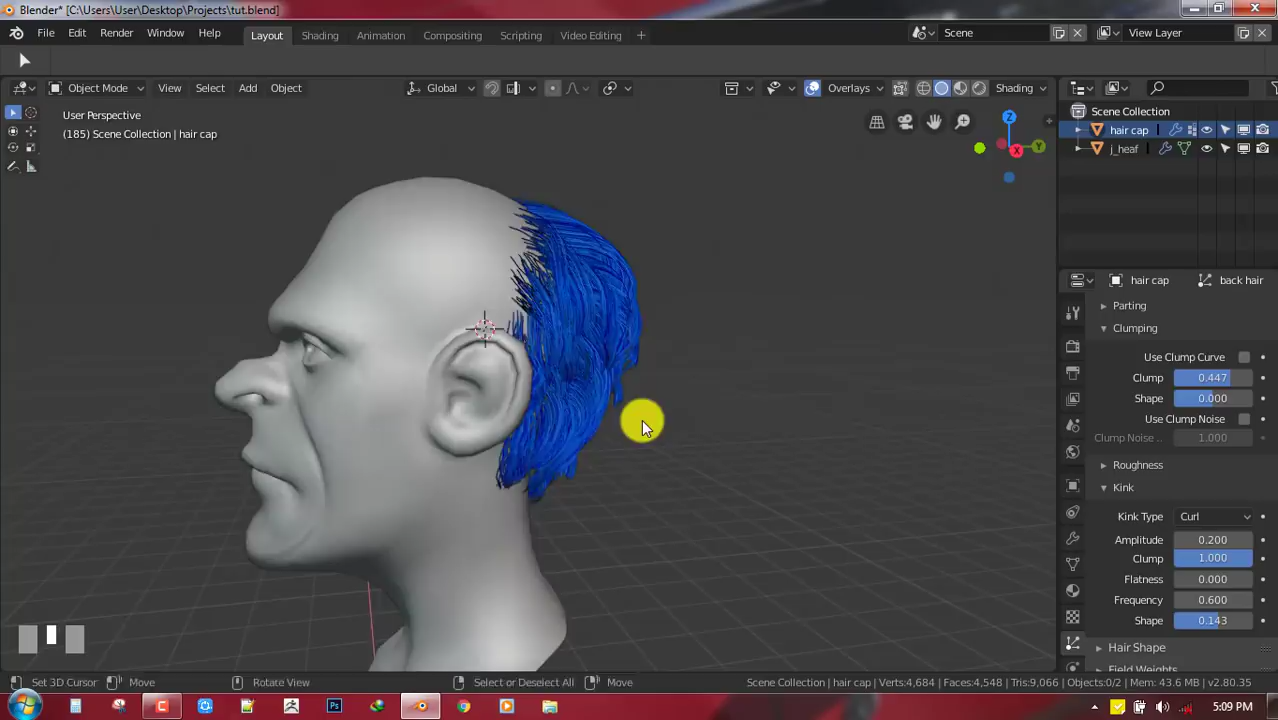 Blender* [C:\Users\User\Desktop\Projects\tut.blend]
File Edit Render Window Help
Layout Shading Animation Compositing Scripting Video Editing +
Scene
View Layer
Object Mode View Select Add Object
Global
Overlays
Shading
User Perspective
(185) Scene Collection | hair cap
Z
X
Y
Scene Collection
hair cap
j_heaf
hair cap
back hair
Parting
Clumping
Use Clump Curve
Clump 0.447
Shape 0.000
Use Clump Noise
Clump Noise .. 1.000
Roughness
Kink
Kink Type Curl
Amplitude 0.200
Clump 1.000
Flatness 0.000
Frequency 0.600
Shape 0.143
Hair Shape
Field Weights
Set 3D Cursor Move Rotate View Select or Deselect All Move
Scene Collection | hair cap | Verts:4,684 | Faces:4,548 | Tris:9,066 | Objects:0/2 | Mem: 43.6 MB | v2.80.35
Ps
5:09 PM